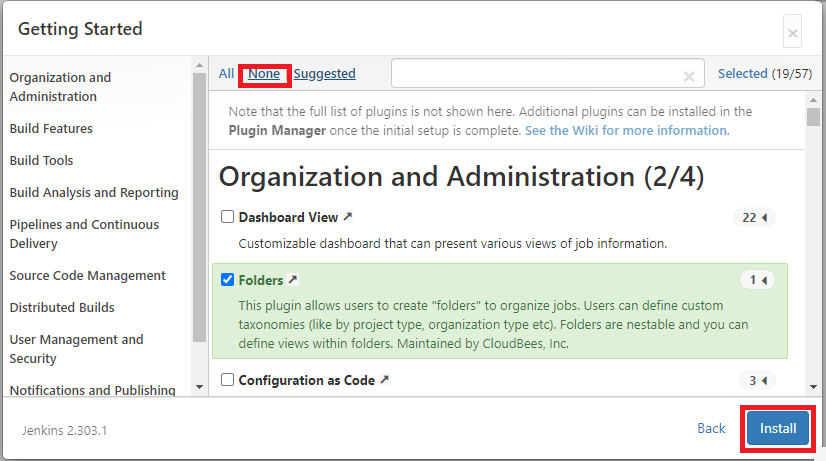 Getting Started
Organization and
Administration
Build Features
Build Tools
Build Analysis and Reporting
Pipelines and Continuous
Delivery
Source Code Management
Distributed Builds
User Management and
Security
Notifications and Publishing
All None Suggested Selected (19/57)
Note that the full list of plugins is not shown here. Additional plugins can be installed in the
Plugin Manager once the initial setup is complete. See the Wiki for more information.
Organization and Administration (2/4)
Dashboard View 22
Customizable dashboard that can present various views of job information.
Folders 1
This plugin allows users to create "folders" to organize jobs. Users can define custom
taxonomies (like by project type, organization type etc). Folders are nestable and you can
define views within folders. Maintained by CloudBees, Inc.
Configuration as Code 3
Jenkins 2.303.1
Back Install